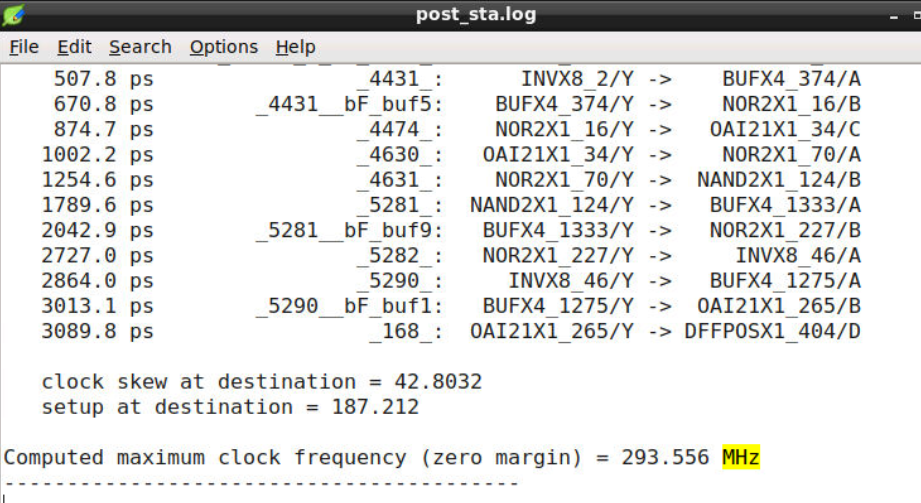 post_sta.log
File Edit Search Options Help
507.8 ps _4431_: INVX8_2/Y -> BUFX4_374/A
670.8 ps _4431__bF_buf5: BUFX4_374/Y -> NOR2X1_16/B
874.7 ps _4474_: NOR2X1_16/Y -> OAI21X1_34/C
1002.2 ps _4630_: OAI21X1_34/Y -> NOR2X1_70/A
1254.6 ps _4631_: NOR2X1_70/Y -> NAND2X1_124/B
1789.6 ps _5281_: NAND2X1_124/Y -> BUFX4_1333/A
2042.9 ps _5281__bF_buf9: BUFX4_1333/Y -> NOR2X1_227/B
2727.0 ps _5282_: NOR2X1_227/Y -> INVX8_46/A
2864.0 ps _5290_: INVX8_46/Y -> BUFX4_1275/A
3013.1 ps _5290__bF_buf1: BUFX4_1275/Y -> OAI21X1_265/B
3089.8 ps _168_: OAI21X1_265/Y -> DFFPOSX1_404/D
clock skew at destination = 42.8032
setup at destination = 187.212
Computed maximum clock frequency (zero margin) = 293.556 MHz
-----------------------------------------